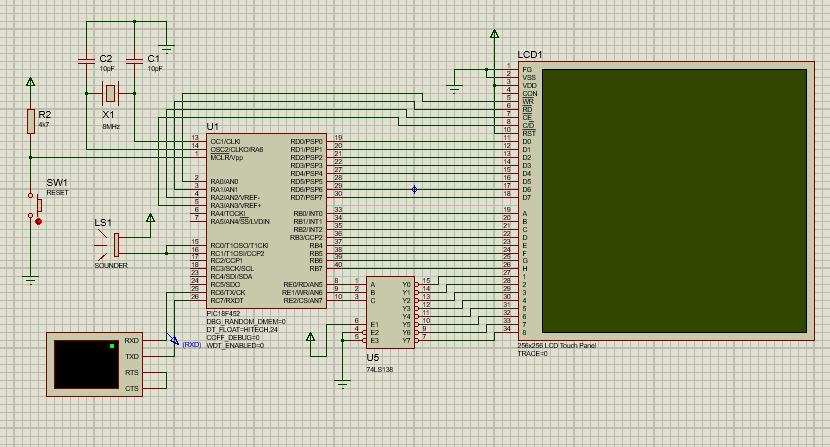 C2
10pF
C1
10pF
X1
8MHz
R2
4k7
SW1
RESET
LS1
SOUNDER
U1
13 OC1/CLKI
14 OSC2/CLKO/RA6
1 MCLR/Vpp
2 RA0/AN0
3 RA1/AN1
4 RA2/AN2/VREF-
5 RA3/AN3/VREF+
6 RA4/TOCKI
7 RA5/AN4/SS/LVDIN
15 RC0/T1OSO/T1CKI
16 RC1/T1OSI/CCP2
17 RC2/CCP1
18 RC3/SCK/SCL
23 RC4/SDI/SDA
24 RC5/SDO
25 RC6/TX/CK
26 RC7/RX/DT
RD0/PSP0 19
RD1/PSP1 20
RD2/PSP2 21
RD3/PSP3 22
RD4/PSP4 27
RD5/PSP5 28
RD6/PSP6 29
RD7/PSP7 30
RB0/INT0 33
RB1/INT1 34
RB2/INT2 35
RB3/CCP2 36
RB4 37
RB5 38
RB6 39
RB7 40
RE0/RD/AN5 8
RE1/WR/AN6 9
RE2/CS/AN7 10
PIC18F452
DBG_RANDOM_DMEM=0
DT_FLOAT=HITECH,24
COFF_DEBUG=0
WDT_ENABLED=0
RXD
TXD
RTS
CTS
(RXD)
1 A
2 B
3 C
6 E1
4 E2
5 E3
Y0 15
Y1 14
Y2 13
Y3 12
Y4 11
Y5 10
Y6 9
Y7 7
U5
74LS138
LCD1
1 FG
2 VSS
3 VDD
4 CON
5 WR
6 RD
7 CE
8 C/D
10 RST
11 D0
12 D1
13 D2
14 D3
15 D4
16 D5
17 D6
18 D7
19 A
20 B
21 C
22 D
23 E
24 F
25 G
26 H
27 1
28 2
29 3
30 4
31 5
32 6
33 7
34 8
256x256 LCD Touch Panel
TRACE=0